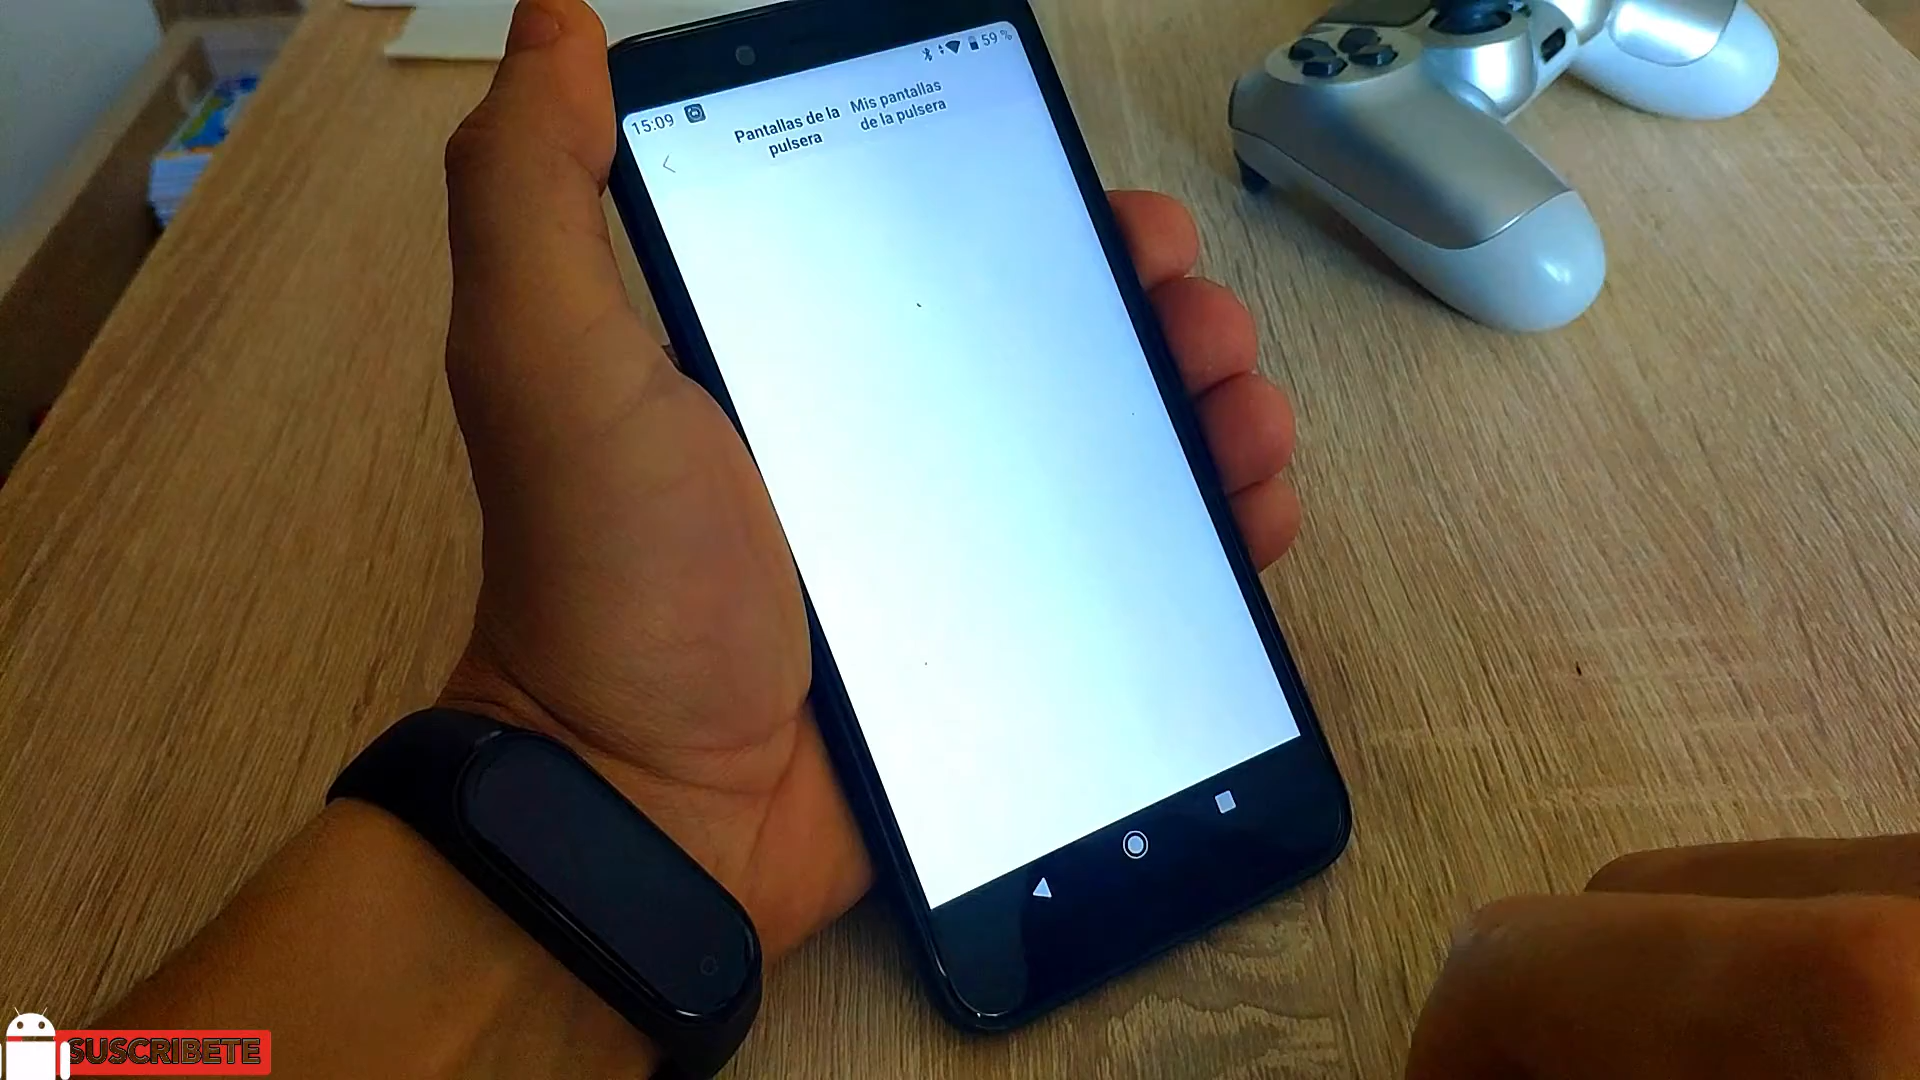 15:09
59 %
Pantallas de la
pulsera
Mis pantallas
de la pulsera
SUSCRIBETE